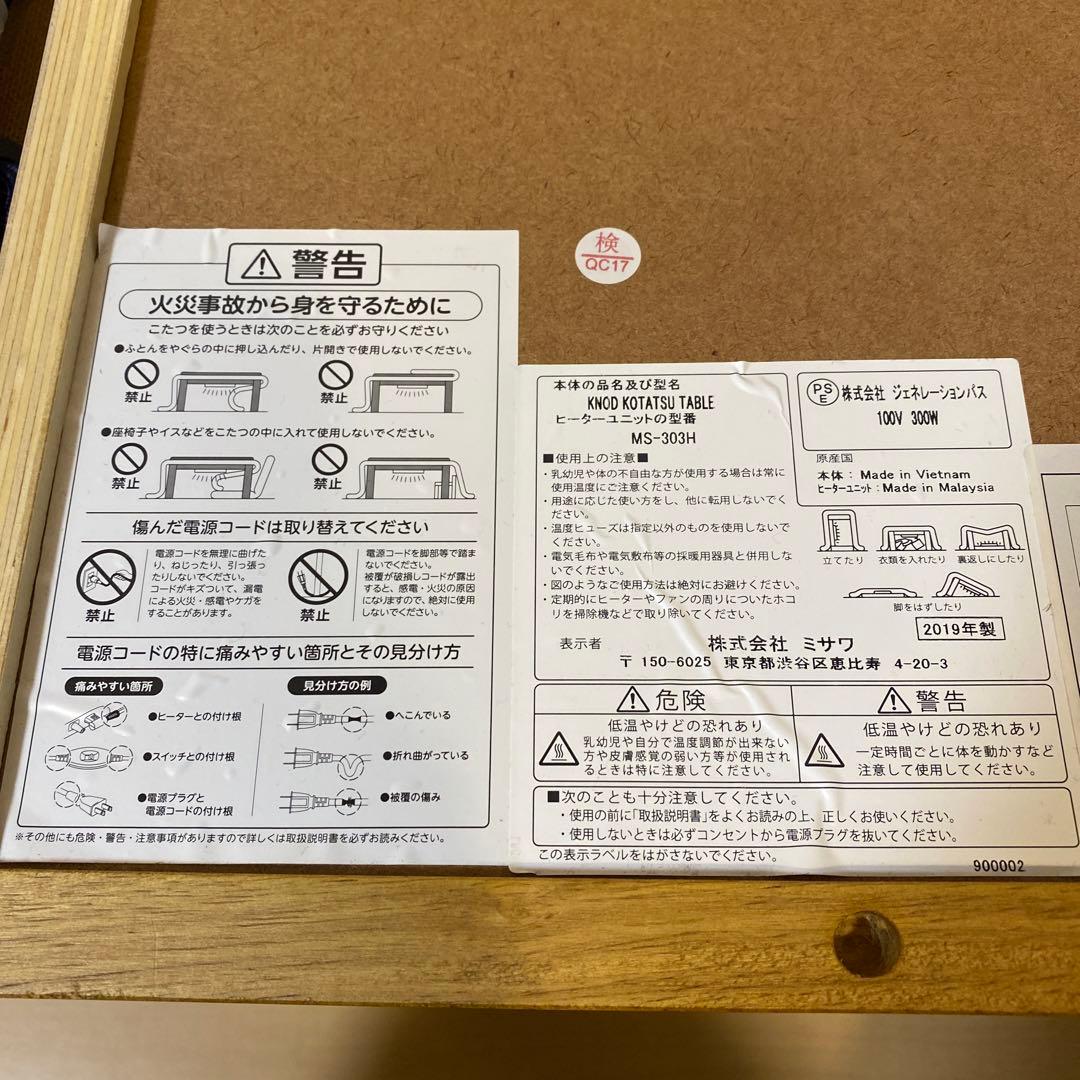 検
QC17
警告
火災事故から身を守るために
こたつを使うときは次のことを必ずお守りください
●ふとんをやぐらの中に押し込んだり、片開きで使用しないでください。
禁止
禁止
●座椅子やイスなどをこたつの中に入れて使用しないでください。
禁止
禁止
傷んだ電源コードは取り替えてください
禁止
電源コードを無理に曲げた
り、ねじったり、引っ張っ
たりしないでください。
コードがキズついて、漏電
による火災・感電やケガを
することがあります。
禁止
電源コードを脚部等で踏ま
ないでください。
被覆が破損しコードが露出
すると、感電・火災の原因
になりますので、絶対に使用
しないでください。
電源コードの特に痛みやすい箇所とその見分け方
痛みやすい箇所
●ヒーターとの付け根
●スイッチとの付け根
●電源プラグと
電源コードの付け根
見分け方の例
●へこんでいる
●折れ曲がっている
●被覆の傷み
※その他にも危険・警告・注意事項がありますので詳しくは取扱説明書を必ずお読みください。
本体の品名及び型名
KNOD KOTATSU TABLE
ヒーターユニットの型番
MS-303H
■使用上の注意■
・乳幼児や体の不自由な方が使用する場合は常に
使用温度にご注意ください。
・用途に応じた使い方をし、他に転用しないでく
ださい。
・温度ヒューズは指定以外のものを使用しないで
ください。
・電気毛布や電気敷布等の採暖用器具と併用しな
いでください。
・図のようなご使用方法は絶対にお避けください。
・定期的にヒーターやファンの周りについたホコ
リを掃除機などで取り除いてください。
PS
E
株式会社 ジェネレーションパス
100V 300W
原産国
本体：Made in Vietnam
ヒーターユニット：Made in Malaysia
立てたり
衣類を入れたり
裏返しにしたり
脚をはずしたり
2019年製
表示者
株式会社 ミサワ
〒 150-6025 東京都渋谷区恵比寿 4-20-3
危険
低温やけどの恐れあり
乳幼児や自分で温度調節が出来ない
方や皮膚感覚の弱い方等が使用され
るときは特に注意してください。
警告
低温やけどの恐れあり
一定時間ごとに体を動かすなど
注意して使用してください。
■次のことも十分注意してください。
・使用の前に「取扱説明書」をよくお読みの上、正しくお使いください。
・使用しないときは必ずコンセントから電源プラグを抜いてください。
この表示ラベルをはがさないでください。
900002